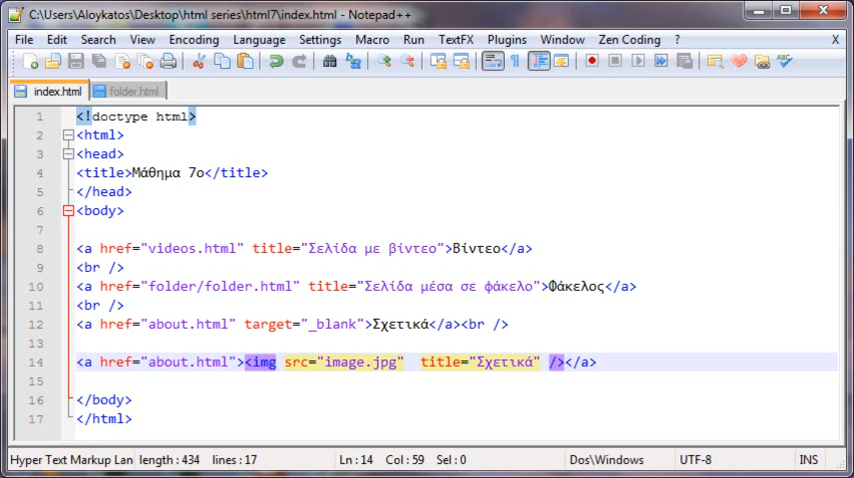 C:\Users\Aloykatos\Desktop\html series\html7\index.html - Notepad++
File Edit Search View Encoding Language Settings Macro Run TextFX Plugins Window Zen Coding ? X
index.html folder.html
1 <!doctype html>
2 <html>
3 <head>
4 <title>Μάθημα 7ο</title>
5 </head>
6 <body>
7
8 <a href="videos.html" title="Σελίδα με βίντεο">Βίντεο</a>
9 <br />
10 <a href="folder/folder.html" title="Σελίδα μέσα σε φάκελο">Φάκελος</a>
11 <br />
12 <a href="about.html" target="_blank">Σχετικά</a><br />
13
14 <a href="about.html"><img src="image.jpg"  title="Σχετικά" /></a>
15
16 </body>
17 </html>
Hyper Text Markup Lan length : 434 lines : 17 Ln : 14 Col : 59 Sel : 0 Dos\Windows UTF-8 INS